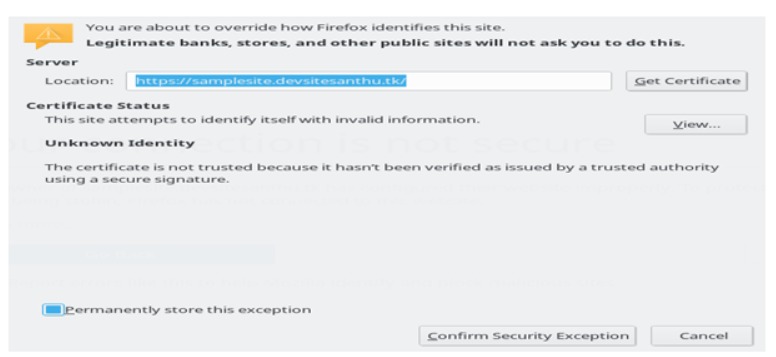 You are about to override how Firefox identifies this site.
Legitimate banks, stores, and other public sites will not ask you to do this.
Server
Location: https://samplesite.devsitesanthu.tk/ Get Certificate
Certificate Status
This site attempts to identify itself with invalid information. View...
Unknown Identity
The certificate is not trusted because it hasn't been verified as issued by a trusted authority
using a secure signature.
Permanently store this exception
Confirm Security Exception Cancel